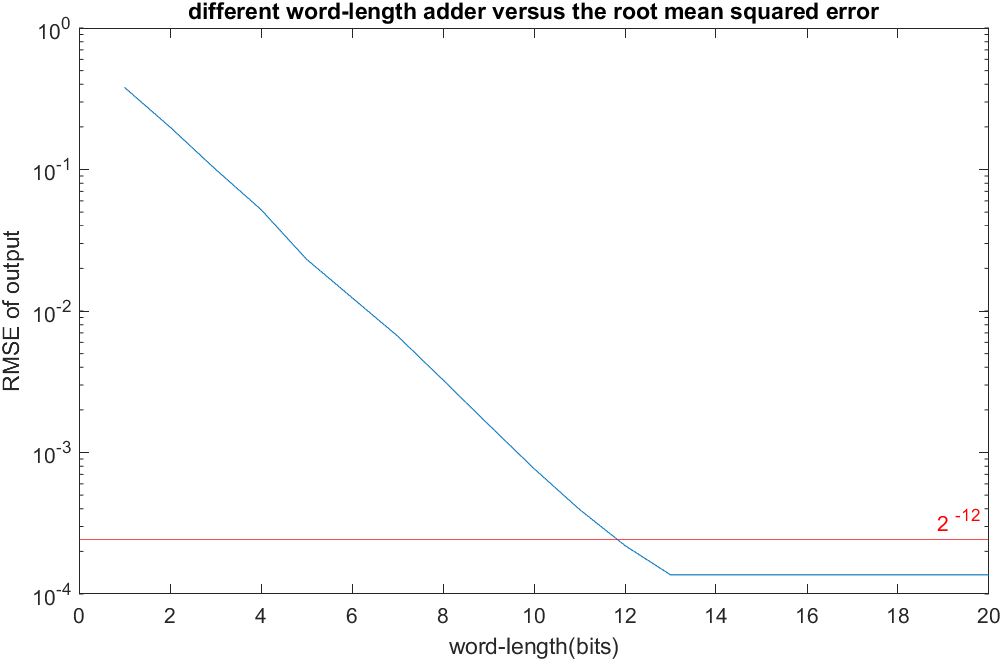 different word-length adder versus the root mean squared error
10^0
10^-1
10^-2
10^-3
10^-4
RMSE of output
2 ^-12
0 2 4 6 8 10 12 14 16 18 20
word-length(bits)